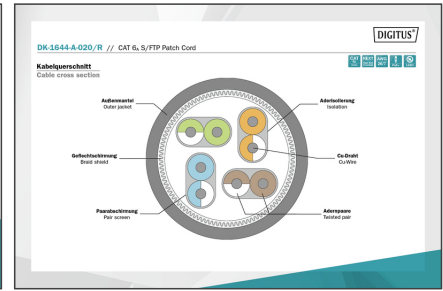 DIGITUS®
DK-1644-A-020/R // CAT 6A S/FTP Patch Cord
Kabelquerschnitt
Cable cross section
Außenmantel
Outer jacket
Aderisolierung
Isolation
Geflechtschirmung
Braid shield
Cu-Draht
Cu-Wire
Paarabschirmung
Pair screen
Adernpaare
Twisted pair